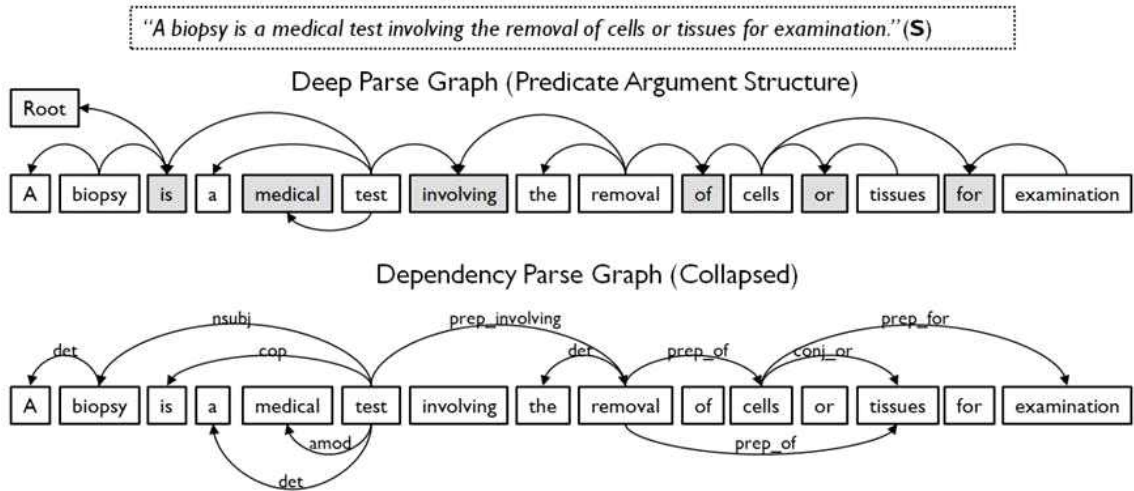 “A biopsy is a medical test involving the removal of cells or tissues for examination.” (S)
Deep Parse Graph (Predicate Argument Structure)
Root
A biopsy is a medical test involving the removal of cells or tissues for examination
Dependency Parse Graph (Collapsed)
nsubj prep_involving prep_for
det cop det prep_of conj_or
A biopsy is a medical test involving the removal of cells or tissues for examination
amod prep_of
det